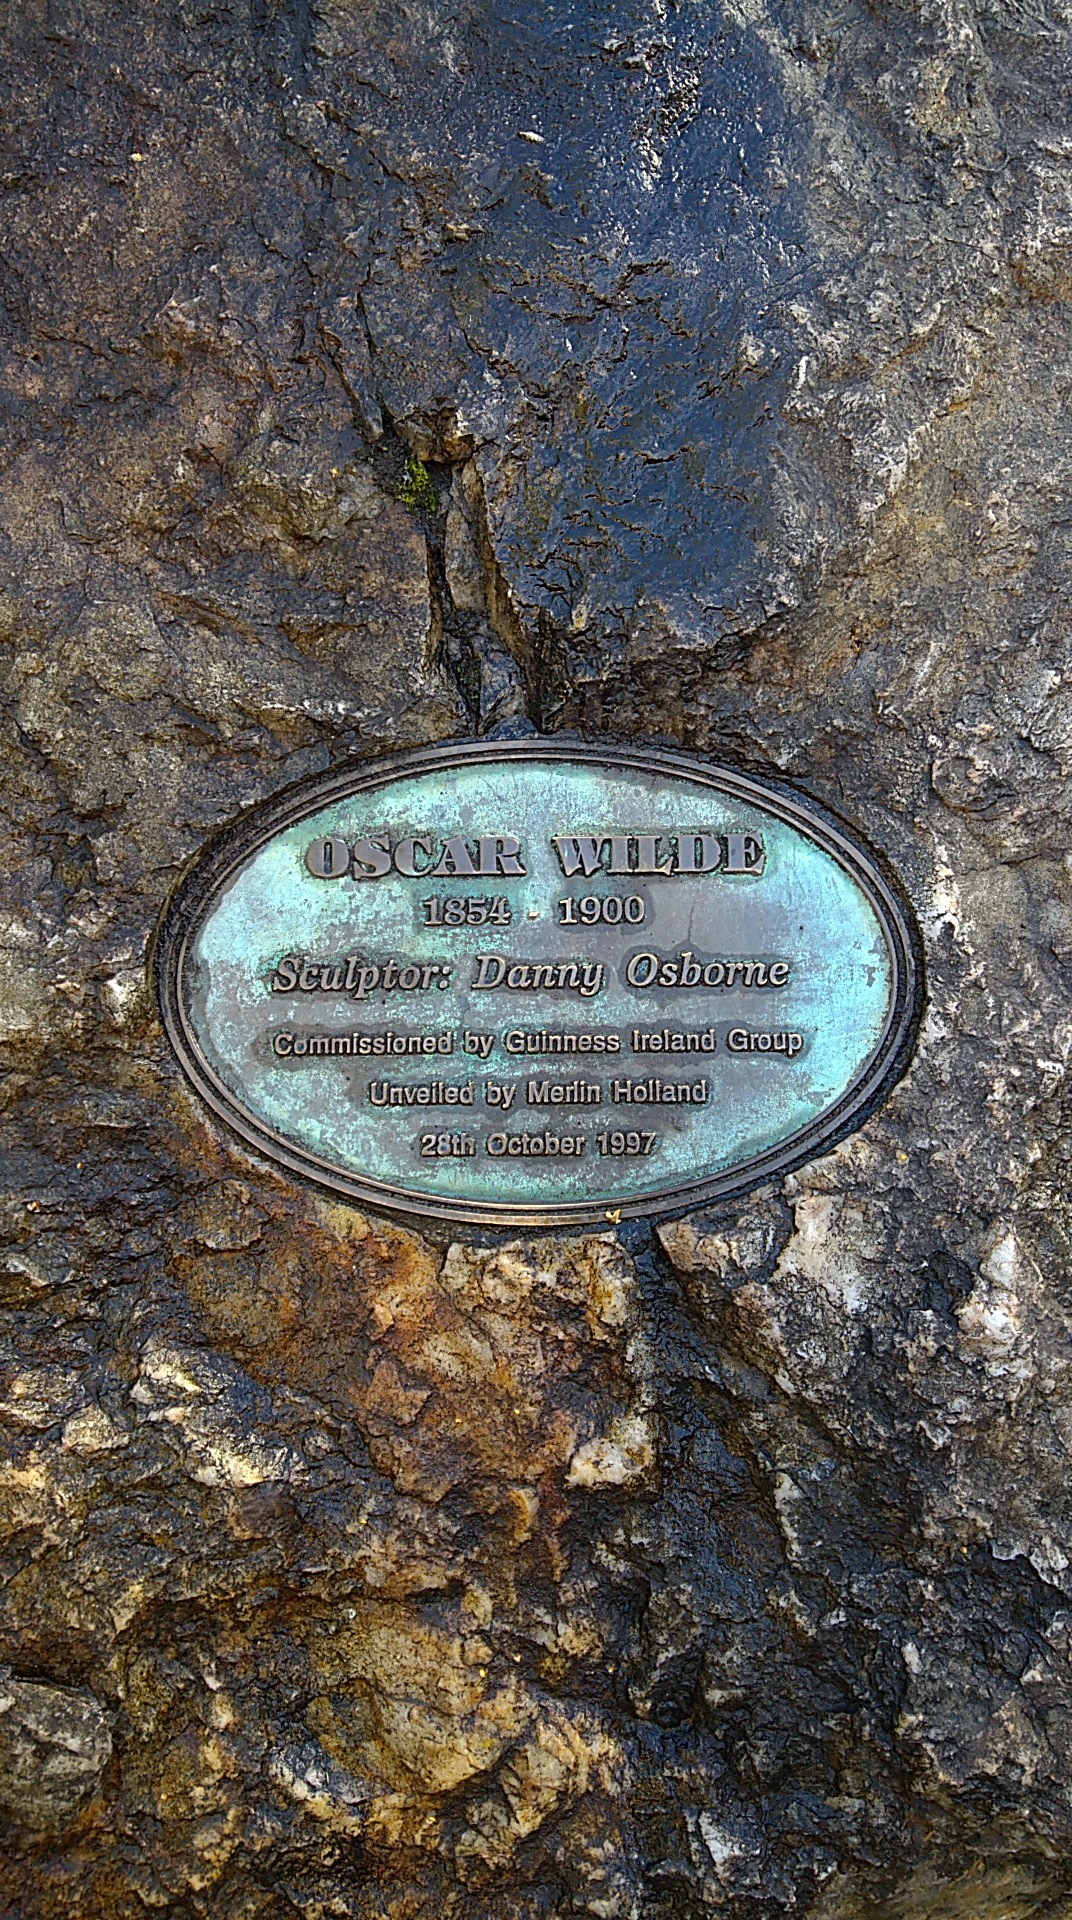 OSCAR WILDE
1854 - 1900
Sculptor: Danny Osborne
Commissioned by Guinness Ireland Group
Unveiled by Merlin Holland
28th October 1997